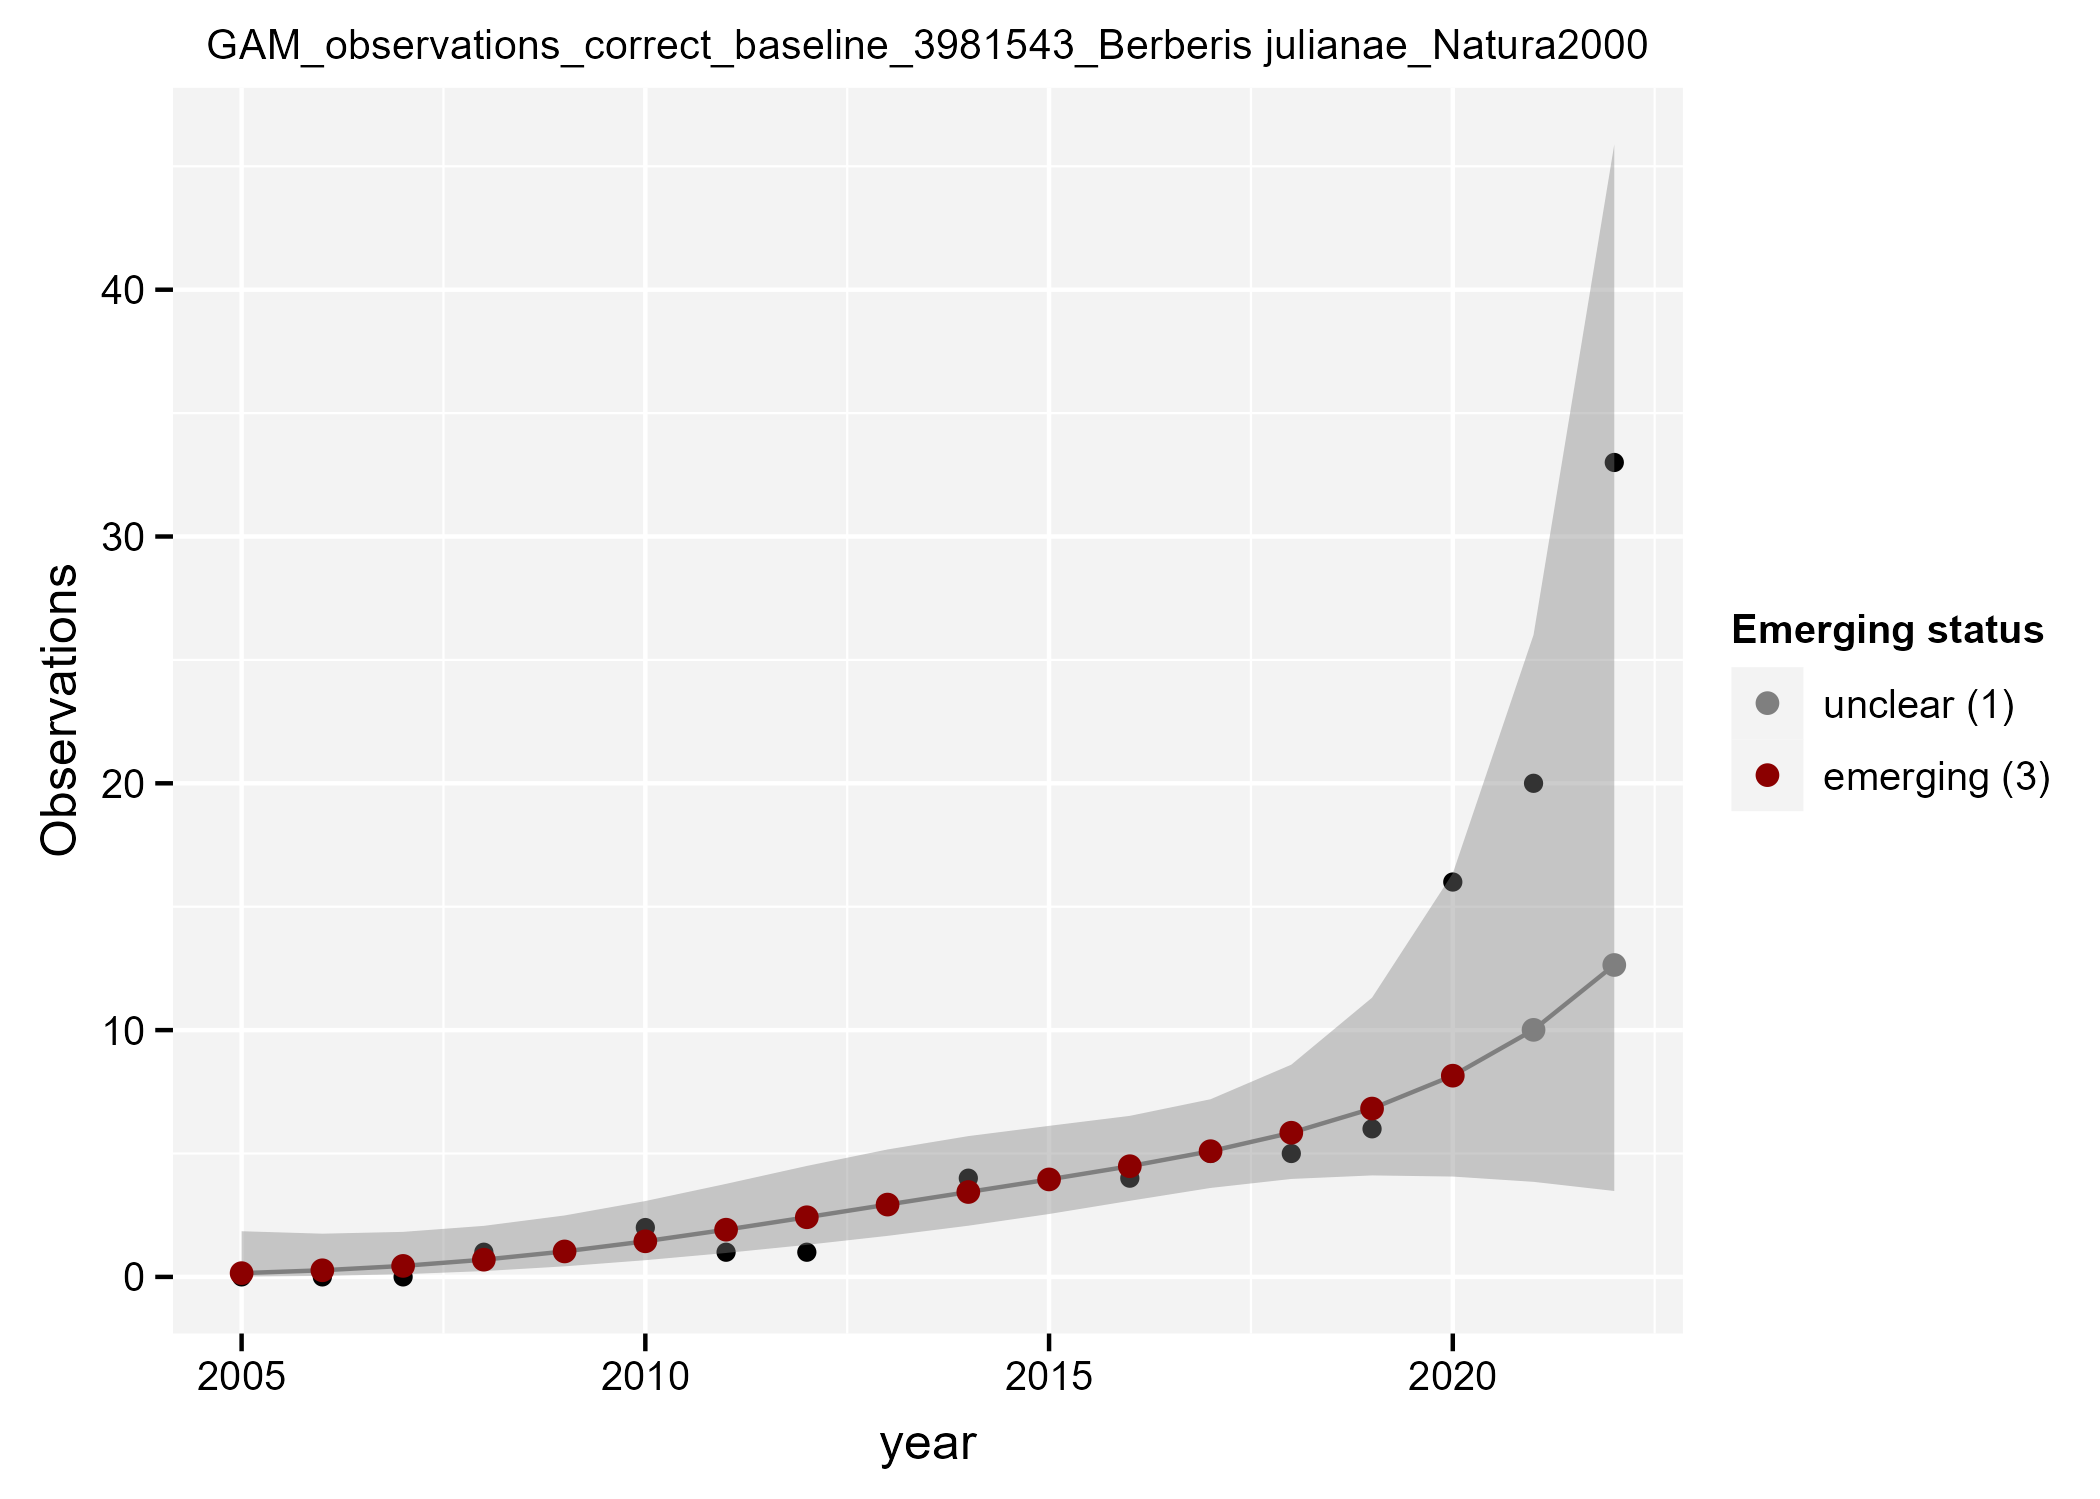 GAM_observations_correct_baseline_3981543_Berberis julianae_Natura2000
Observations
40
30
20
10
0
2005 2010 2015 2020
year
Emerging status
unclear (1)
emerging (3)